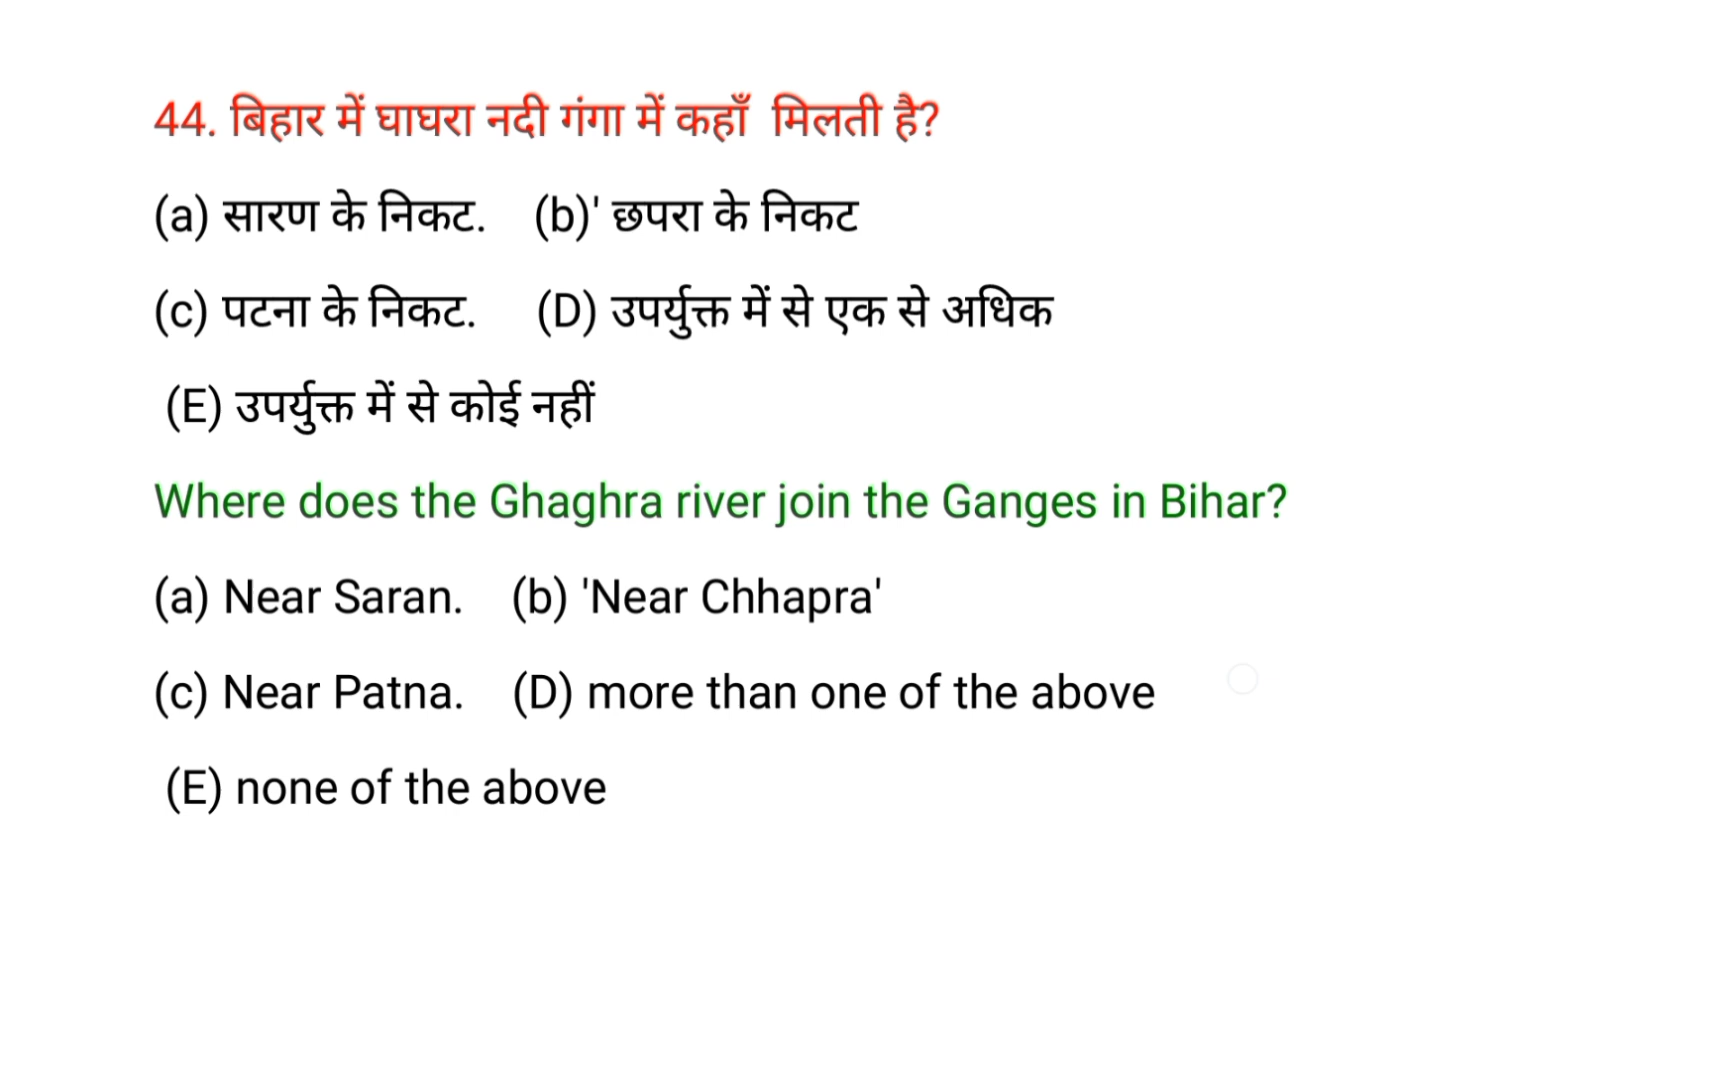 44. बिहार में घाघरा नदी गंगा में कहाँ मिलती है?
(a) सारण के निकट. (b)' छपरा के निकट
(c) पटना के निकट. (D) उपर्युक्त में से एक से अधिक
(E) उपर्युक्त में से कोई नहीं
Where does the Ghaghra river join the Ganges in Bihar?
(a) Near Saran. (b) 'Near Chhapra'
(c) Near Patna. (D) more than one of the above
(E) none of the above